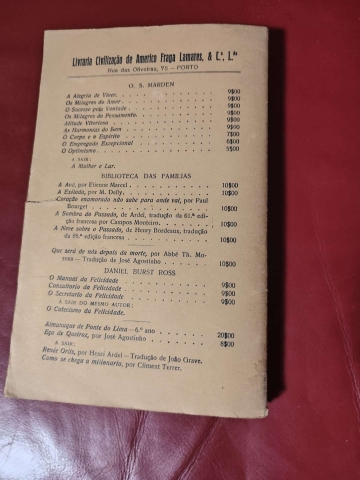 Livraria Civilização de Americo Fraga Lamares, & C.ª, L.da
Rua das Oliveiras, 75 — PORTO
O. S. MARDEN
A Alegria de Viver. 9$00
Os Milagres do Amor. 9$00
O Sucesso pela Vontade. 9$00
Os Milagres do Pensamento. 9$00
Atitude Vitoriosa 9$00
As Harmonias do Bem 9$00
O Corpo e o Espirito 7$00
O Empregado Excepcional 6$00
O Optimismo 5$00
A SAIR:
A Mulher e Lar.
BIBLIOTECA DAS FAMILIAS
A Avó, por Etienne Marcel 10$00
A Exilada, por M. Delly. 10$00
Coração enamorado não sabe para onde vai, por Paul
Bourget 10$00
A Sombra do Passado, de Ardel, tradução da 61.ª edi-
ção francesa por Campos Monteiro. 10$00
A Neve sobre o Passado, de Henry Bordeaux, tradução
da 58.ª edição francesa. 10$00
Que será de nós depois da morte, por Abbé Th. Mo-
reux — Tradução de José Agostinho 10$00
DANIEL BURST ROSS
O Manual da Felicidade 9$00
Consultorio da Felicidade 9$00
O Secretario da Felicidade 9$00
A SAIR DO MESMO AUTOR:
O Catecismo da Felicidade.
Almanaque de Ponte do Lima — 6.º ano 20$00
Eça de Queiroz, por José Agostinho 8$00
A SAIR:
Renée Orlis, por Henri Ardel — Tradução de João Grave.
Como se chega a milionario, por Climent Terrer.